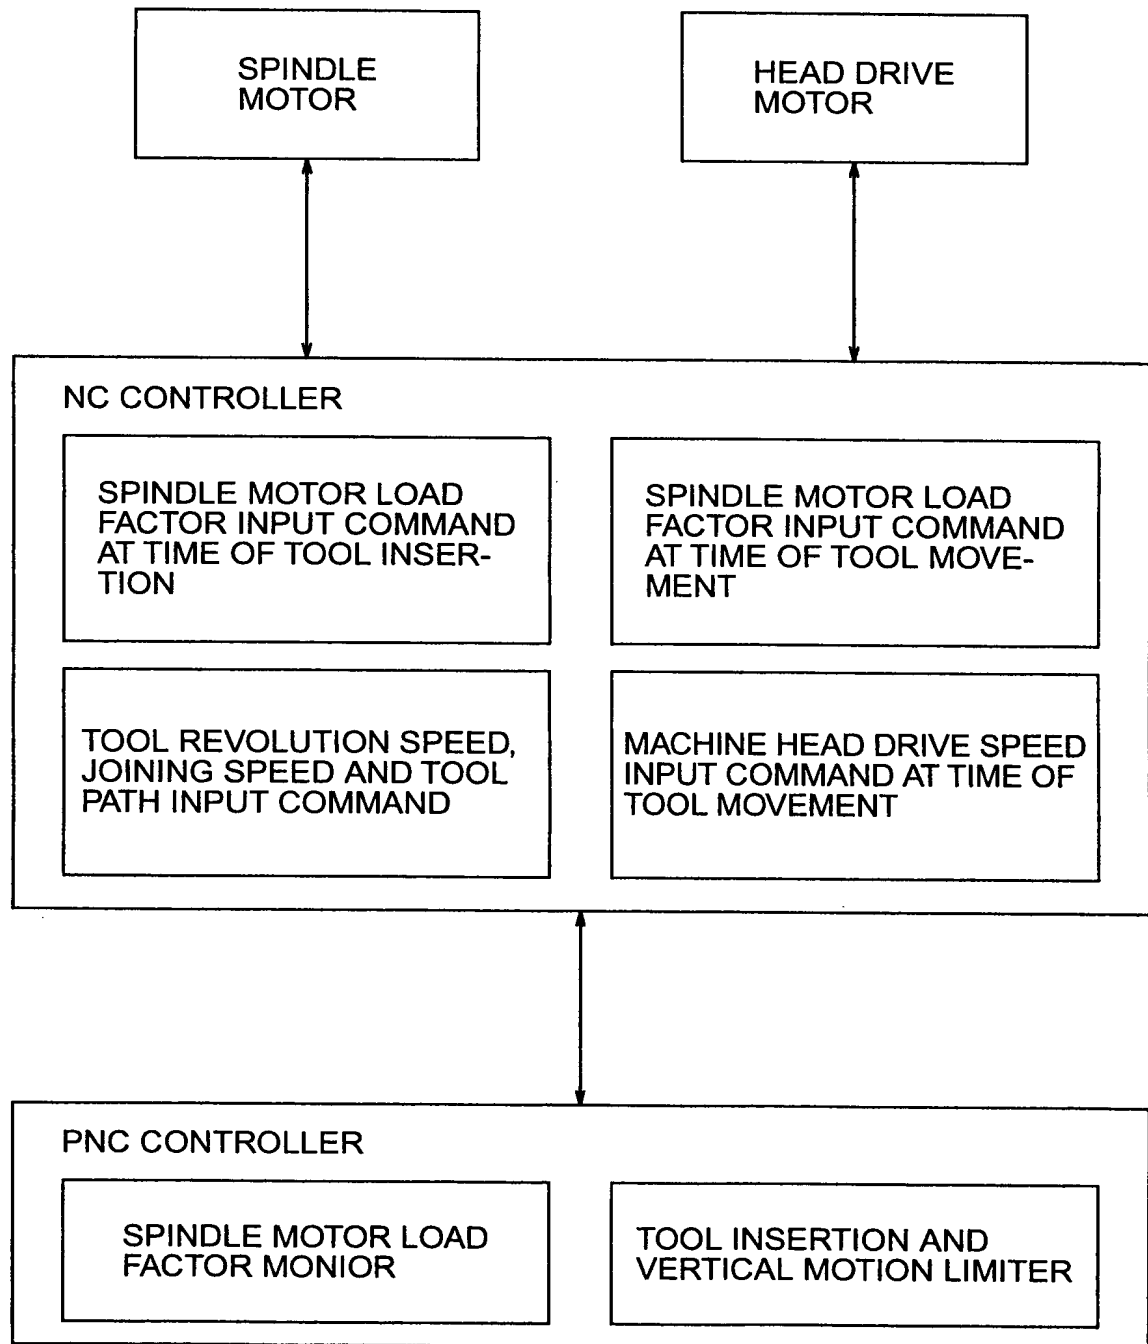 SPINDLE
MOTOR
HEAD DRIVE
MOTOR
NC CONTROLLER
SPINDLE MOTOR LOAD
FACTOR INPUT COMMAND
AT TIME OF TOOL INSER-
TION
SPINDLE MOTOR LOAD
FACTOR INPUT COMMAND
AT TIME OF TOOL MOVE-
MENT
TOOL REVOLUTION SPEED,
JOINING SPEED AND TOOL
PATH INPUT COMMAND
MACHINE HEAD DRIVE SPEED
INPUT COMMAND AT TIME OF
TOOL MOVEMENT
PNC CONTROLLER
SPINDLE MOTOR LOAD
FACTOR MONIOR
TOOL INSERTION AND
VERTICAL MOTION LIMITER